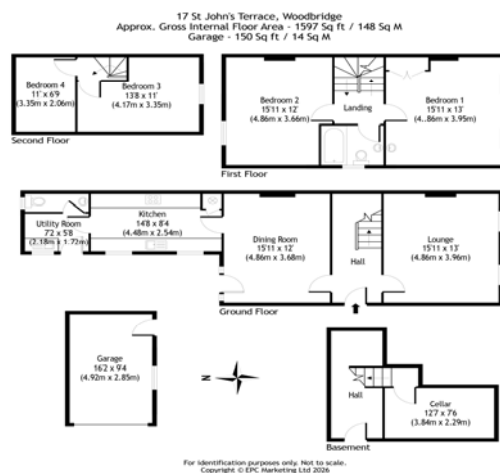 17 St John's Terrace, Woodbridge
Approx. Gross Internal Floor Area - 1597 Sq ft / 148 Sq M
Garage - 150 Sq ft / 14 Sq M
Bedroom 4
11' x 6'9
(3.35m x 2.06m)
Bedroom 3
13'8 x 11'
(4.17m x 3.35m)
Second Floor
Bedroom 2
15'11 x 12'
(4.86m x 3.66m)
Landing
Bedroom 1
15'11 x 13'
(4..86m x 3.95m)
First Floor
Utility Room
7'2 x 5'8
(2.18m x 1.72m)
Kitchen
14'8 x 8'4
(4.48m x 2.54m)
Dining Room
15'11 x 12'
(4.86m x 3.68m)
Hall
Lounge
15'11 x 13'
(4.86m x 3.96m)
Ground Floor
Garage
16'2 x 9'4
(4.92m x 2.85m)
N
Hall
Cellar
12'7 x 7'6
(3.84m x 2.29m)
Basement
For identification purposes only. Not to scale.
Copyright © EPC Marketing Ltd 2026